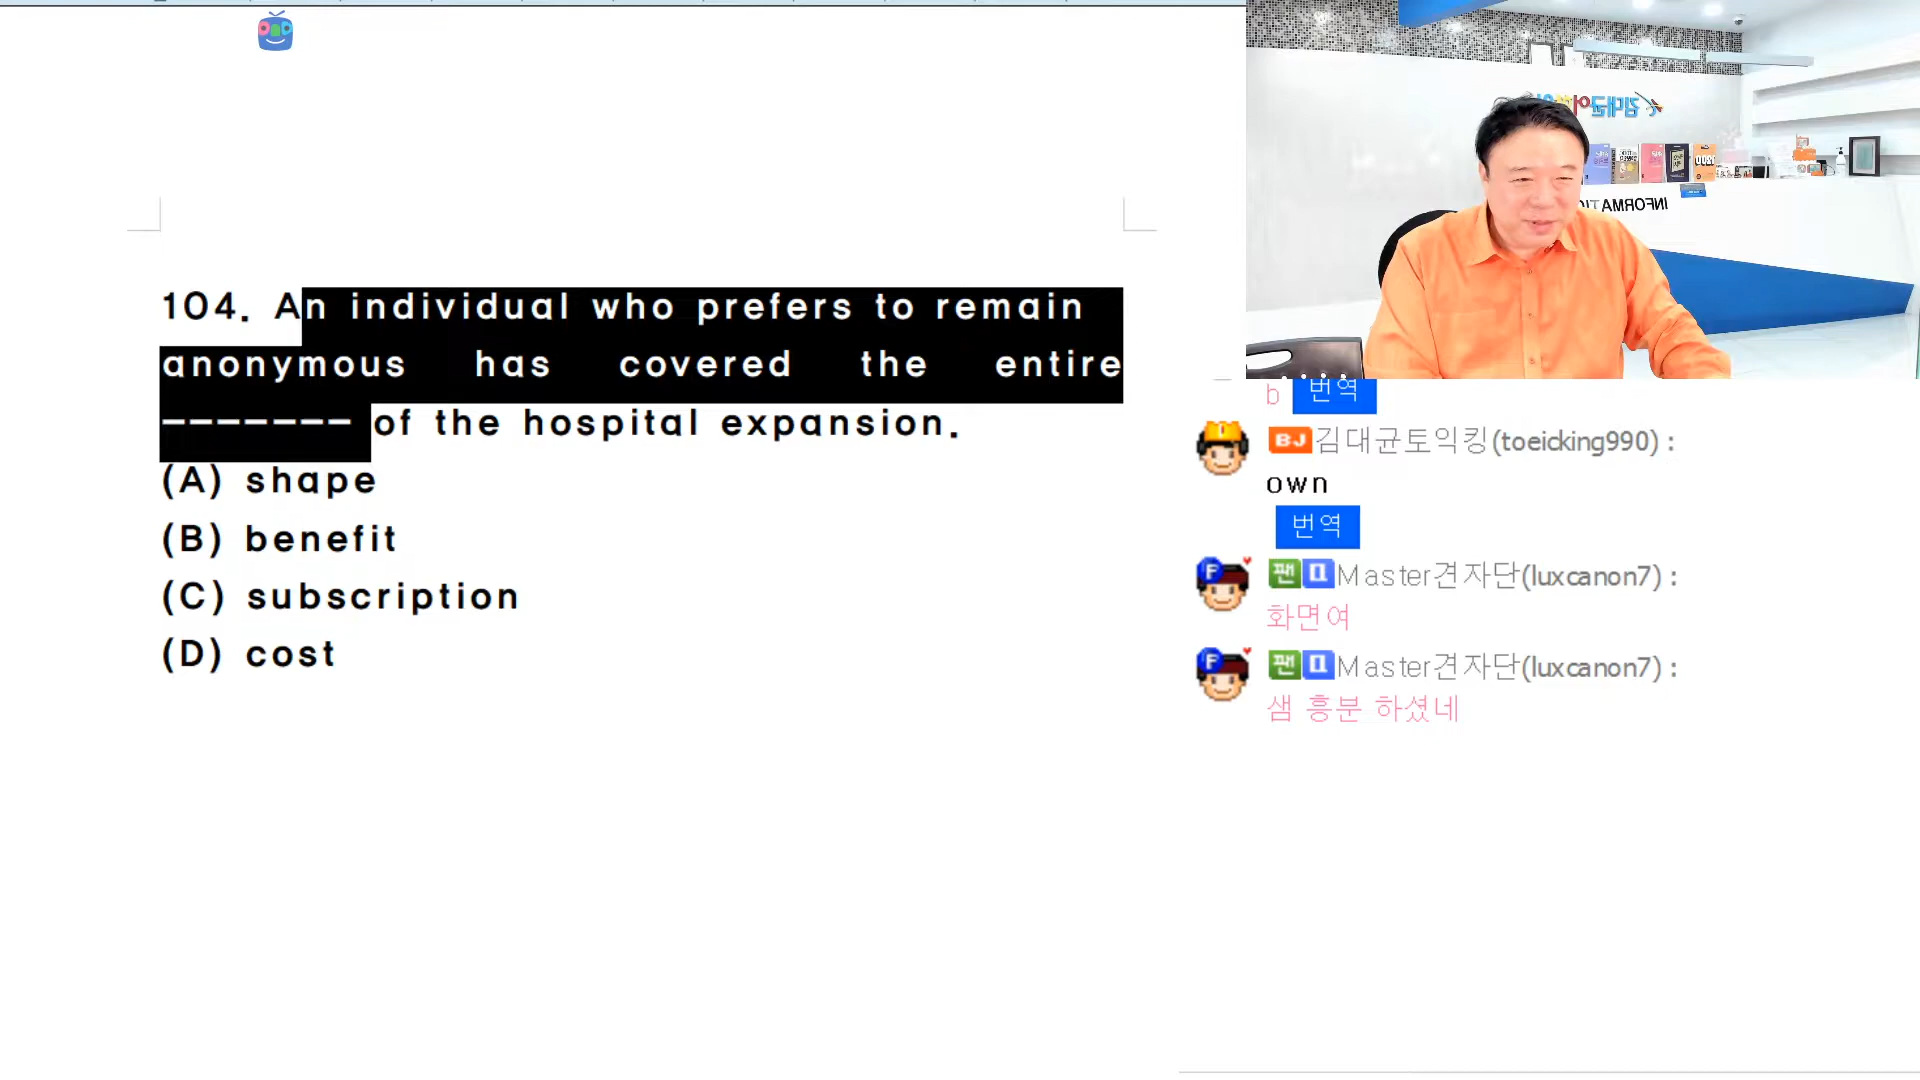 104. An individual who prefers to remain
anonymous has covered the entire
------- of the hospital expansion.
(A) shape
(B) benefit
(C) subscription
(D) cost
INFORMATI
b 번역
BJ 김대균토익킹(toeicking990) :
own
번역
팬 Master견자단(luxcanon7) :
화면여
팬 Master견자단(luxcanon7) :
샘 흥분 하셨네